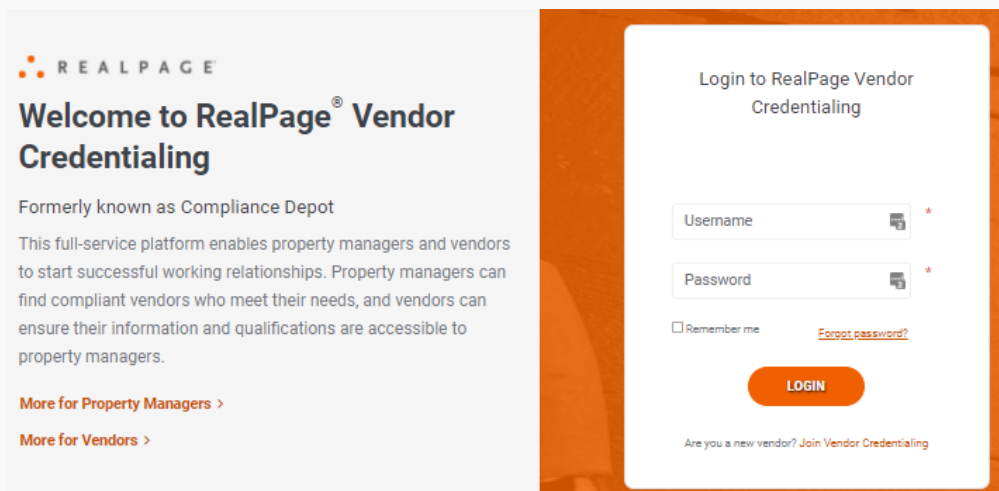 REALPAGE
Welcome to RealPage® Vendor
Credentialing
Formerly known as Compliance Depot
This full-service platform enables property managers and vendors
to start successful working relationships. Property managers can
find compliant vendors who meet their needs, and vendors can
ensure their information and qualifications are accessible to
property managers.
More for Property Managers >
More for Vendors >
Login to RealPage Vendor
Credentialing
Username *
Password *
Remember me Forgot password?
LOGIN
Are you a new vendor? Join Vendor Credentialing